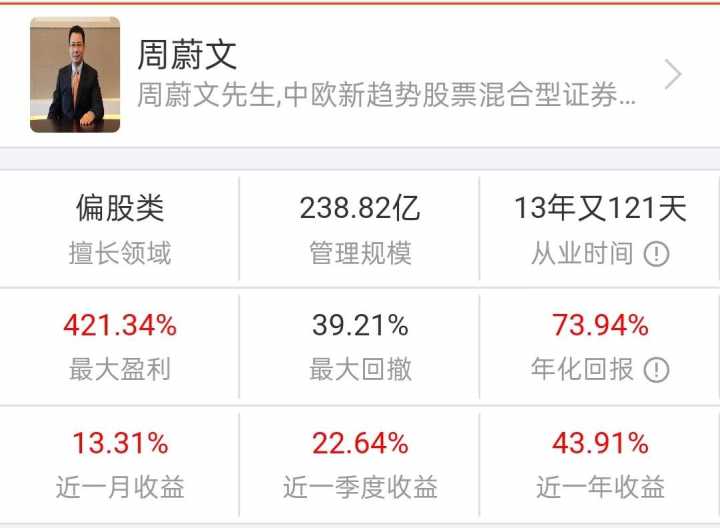 周蔚文
周蔚文先生,中欧新趋势股票混合型证券...
偏股类 238.82亿 13年又121天
擅长领域 管理规模 从业时间
421.34% 39.21% 73.94%
最大盈利 最大回撤 年化回报
13.31% 22.64% 43.91%
近一月收益 近一季度收益 近一年收益